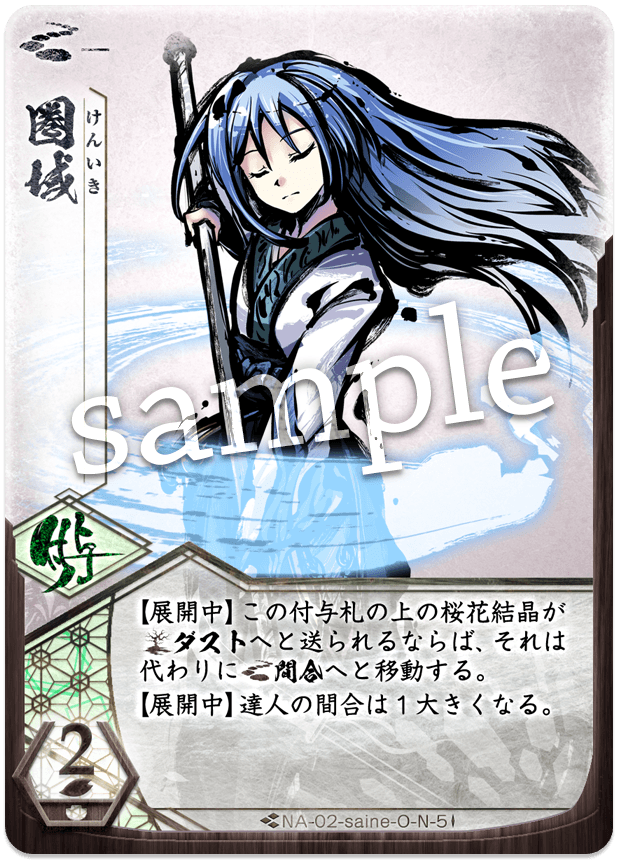 圏域
けんいき
sample
付与
【展開中】この付与札の上の桜花結晶が
ダストへと送られるならば、それは
代わりに間合へと移動する。
【展開中】達人の間合は1大きくなる。
2
NA-02-saine-O-N-5